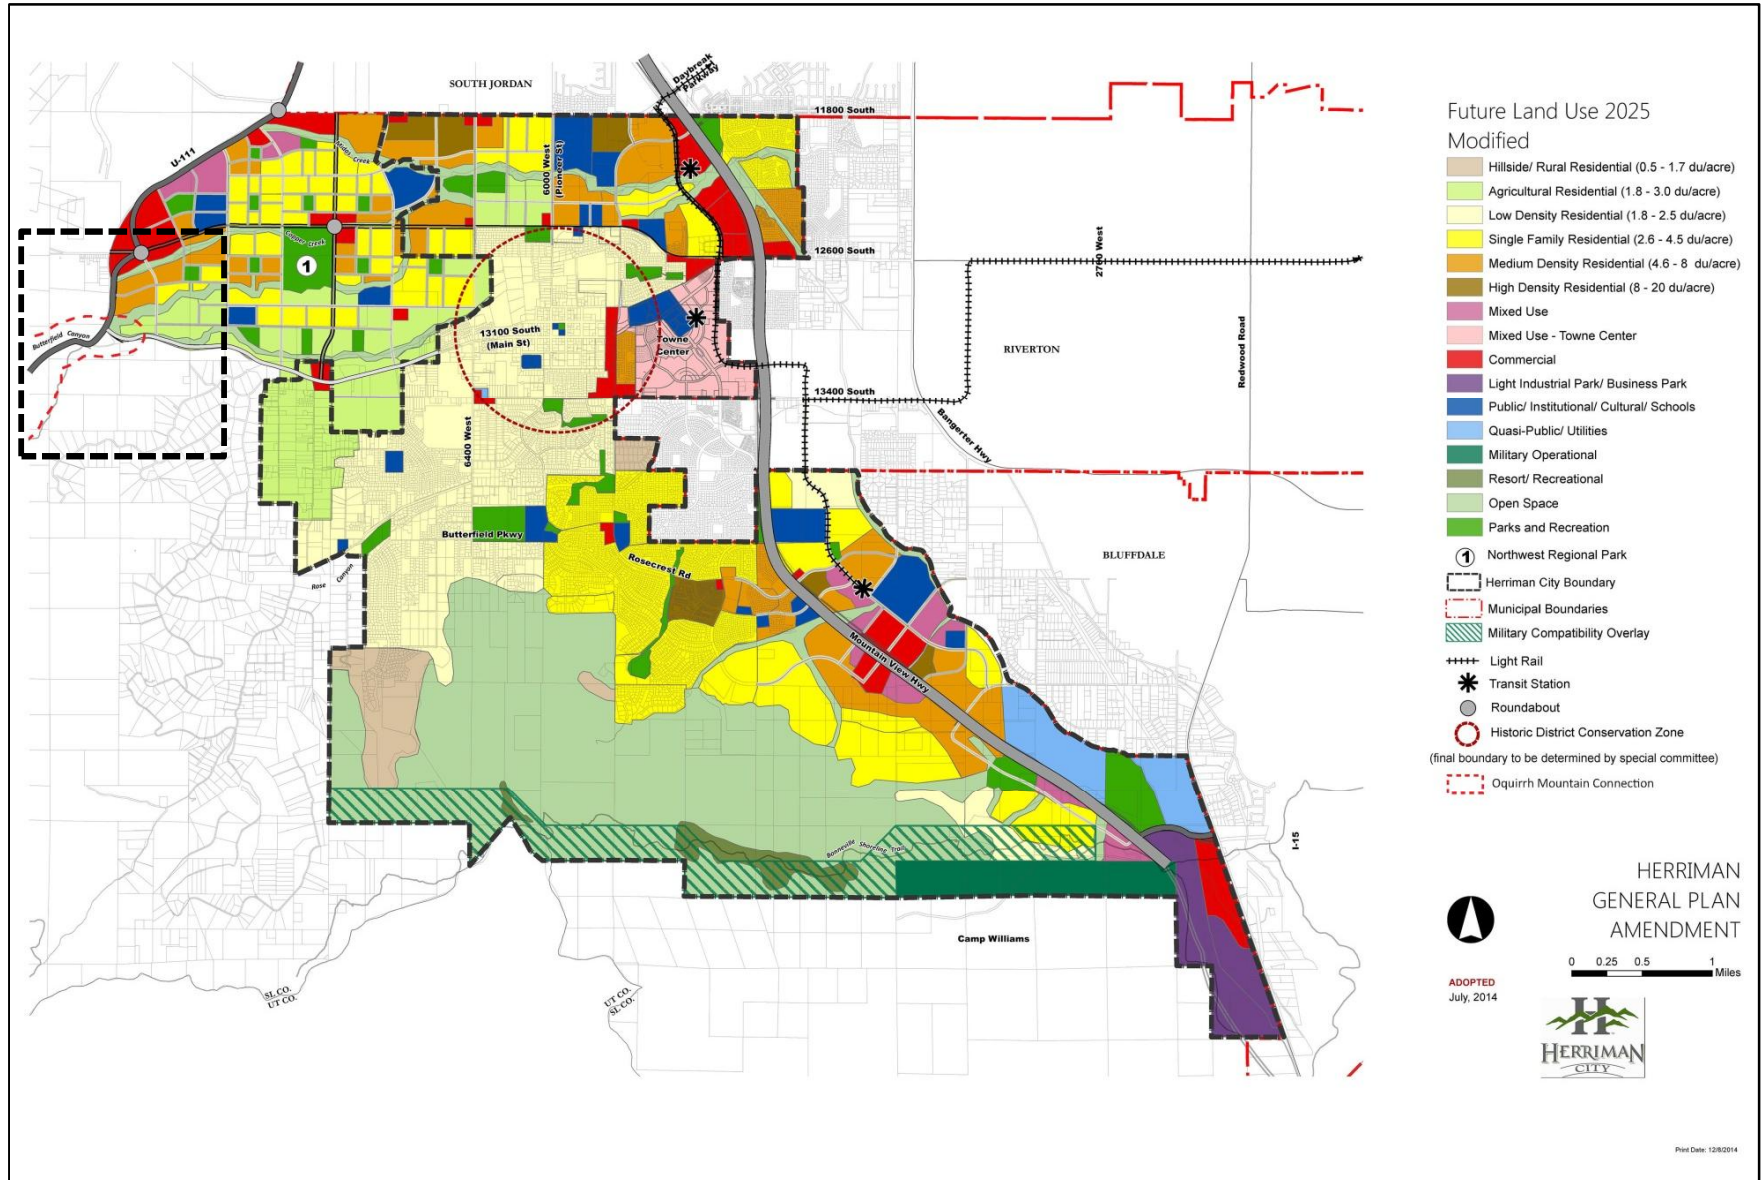 SOUTH JORDAN
Daybreak
Parkway
11800 South
U-111
Midas Creek
6000 West
(Pioneer St)
Copper Creek
1
12600 South
2700 West
Butterfield Canyon
13100 South
(Main St)
Towne
Center
RIVERTON
Redwood Road
13400 South
Bangerter Hwy
6400 West
Butterfield Pkwy
Rosecrest Rd
BLUFFDALE
Rose Canyon
Mountain View Hwy
Bonneville Shoreline Trail
I-15
Camp Williams
SL CO.
UT CO.
UT CO.
SL CO.
Future Land Use 2025
Modified
Hillside/ Rural Residential (0.5 - 1.7 du/acre)
Agricultural Residential (1.8 - 3.0 du/acre)
Low Density Residential (1.8 - 2.5 du/acre)
Single Family Residential (2.6 - 4.5 du/acre)
Medium Density Residential (4.6 - 8 du/acre)
High Density Residential (8 - 20 du/acre)
Mixed Use
Mixed Use - Towne Center
Commercial
Light Industrial Park/ Business Park
Public/ Institutional/ Cultural/ Schools
Quasi-Public/ Utilities
Military Operational
Resort/ Recreational
Open Space
Parks and Recreation
1 Northwest Regional Park
Herriman City Boundary
Municipal Boundaries
Military Compatibility Overlay
Light Rail
Transit Station
Roundabout
Historic District Conservation Zone
(final boundary to be determined by special committee)
Oquirrh Mountain Connection
HERRIMAN
GENERAL PLAN
AMENDMENT
0 0.25 0.5 1
Miles
ADOPTED
July, 2014
H
HERRIMAN
CITY
Print Date: 12/8/2014